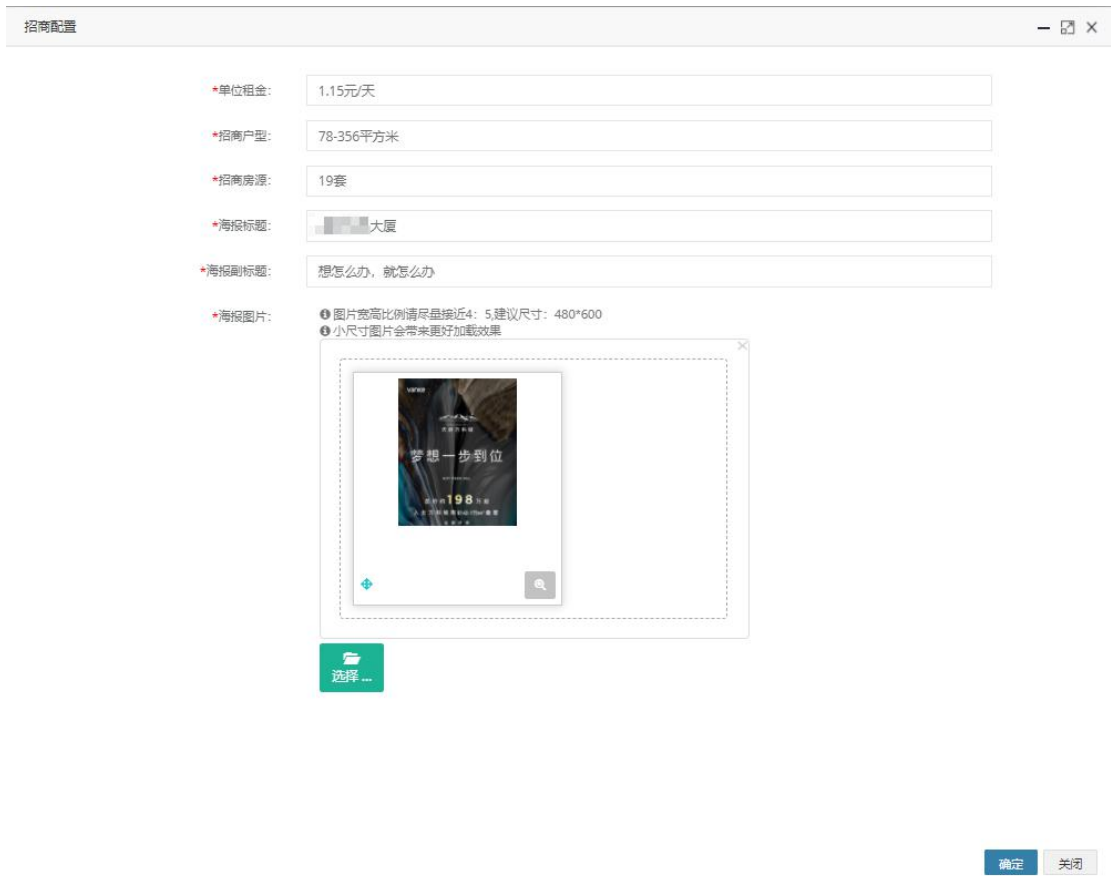 招商配置
*单位租金: 1.15元/天
*招商户型: 78-356平方米
*招商房源: 19套
*海报标题: 大厦
*海报副标题: 想怎么办，就怎么办
*海报图片: 图片宽高比例请尽量接近4：5,建议尺寸：480*600
小尺寸图片会带来更好加载效果
vanke
梦想一步到位
198万
选择 ...
确定 关闭